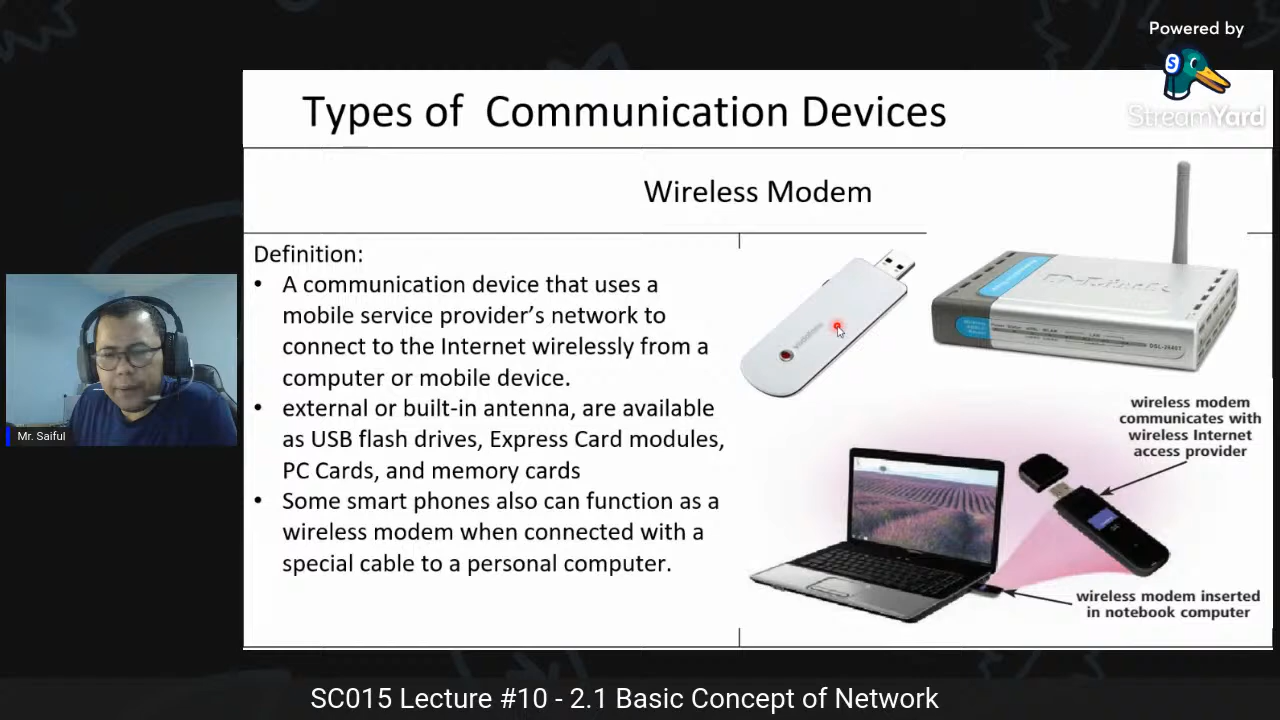 Powered by
StreamYard
Types of Communication Devices
Wireless Modem
Definition:
• A communication device that uses a
mobile service provider’s network to
connect to the Internet wirelessly from a
computer or mobile device.
• external or built-in antenna, are available
as USB flash drives, Express Card modules,
PC Cards, and memory cards
• Some smart phones also can function as a
wireless modem when connected with a
special cable to a personal computer.
D-Link
wireless modem
communicates with
wireless Internet
access provider
wireless modem inserted
in notebook computer
Mr. Saiful
SC015 Lecture #10 - 2.1 Basic Concept of Network